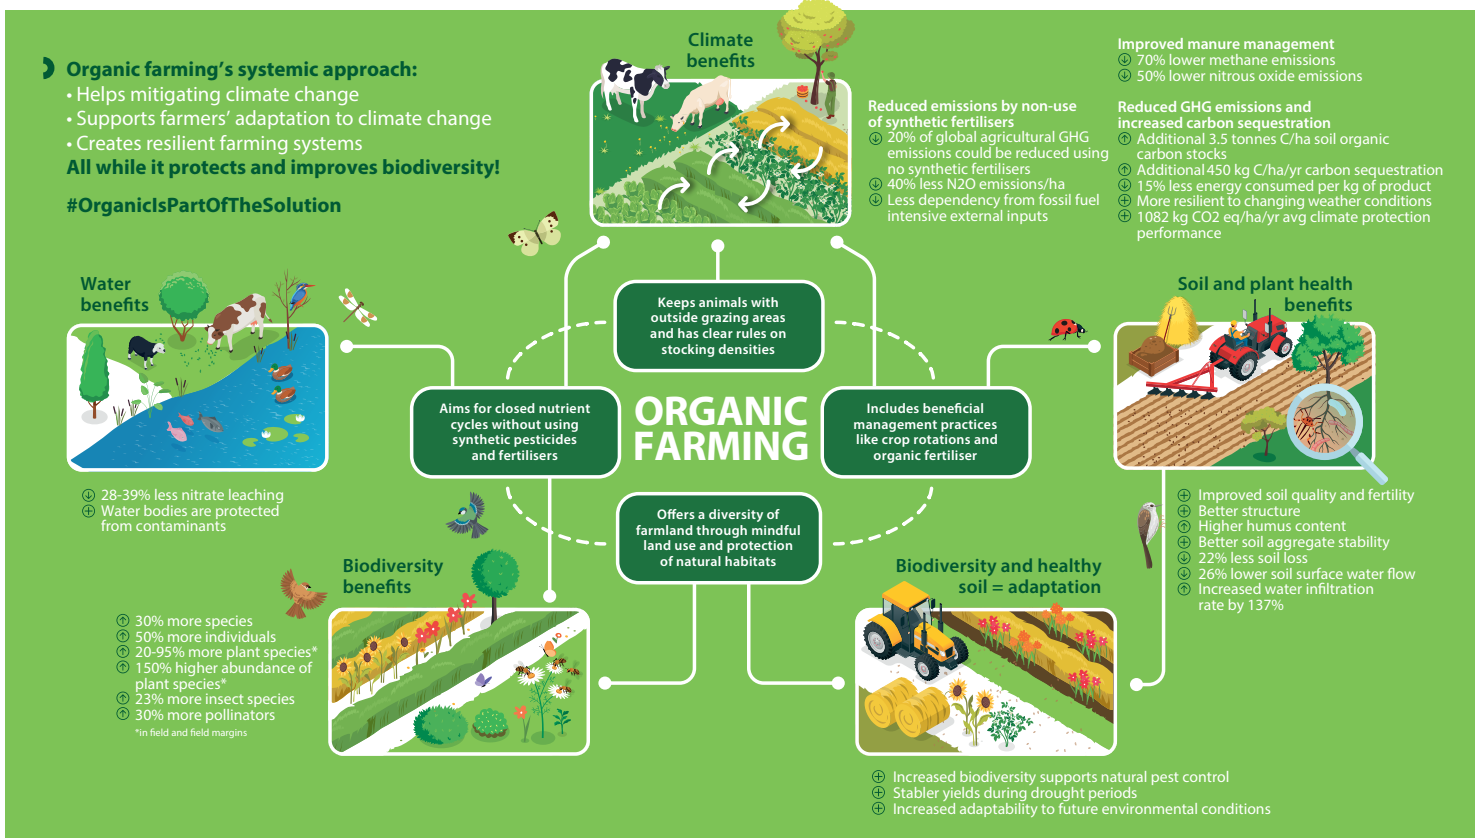 Organic farming's systemic approach:
• Helps mitigating climate change
• Supports farmers' adaptation to climate change
• Creates resilient farming systems
All while it protects and improves biodiversity!
#OrganicIsPartOfTheSolution
Climate
benefits
Reduced emissions by non-use
of synthetic fertilisers
20% of global agricultural GHG
emissions could be reduced using
no synthetic fertilisers
40% less N2O emissions/ha
Less dependency from fossil fuel
intensive external inputs
Improved manure management
70% lower methane emissions
50% lower nitrous oxide emissions
Reduced GHG emissions and
increased carbon sequestration
Additional 3.5 tonnes C/ha soil organic
carbon stocks
Additional 450 kg C/ha/yr carbon sequestration
15% less energy consumed per kg of product
More resilient to changing weather conditions
1082 kg CO2 eq/ha/yr avg climate protection
performance
Water
benefits
28-39% less nitrate leaching
Water bodies are protected
from contaminants
Keeps animals with
outside grazing areas
and has clear rules on
stocking densities
Aims for closed nutrient
cycles without using
synthetic pesticides
and fertilisers
ORGANIC
FARMING
Includes beneficial
management practices
like crop rotations and
organic fertiliser
Offers a diversity of
farmland through mindful
land use and protection
of natural habitats
Soil and plant health
benefits
Improved soil quality and fertility
Better structure
Higher humus content
Better soil aggregate stability
22% less soil loss
26% lower soil surface water flow
Increased water infiltration
rate by 137%
Biodiversity
benefits
30% more species
50% more individuals
20-95% more plant species*
150% higher abundance of
plant species*
23% more insect species
30% more pollinators
*in field and field margins
Biodiversity and healthy
soil = adaptation
Increased biodiversity supports natural pest control
Stabler yields during drought periods
Increased adaptability to future environmental conditions